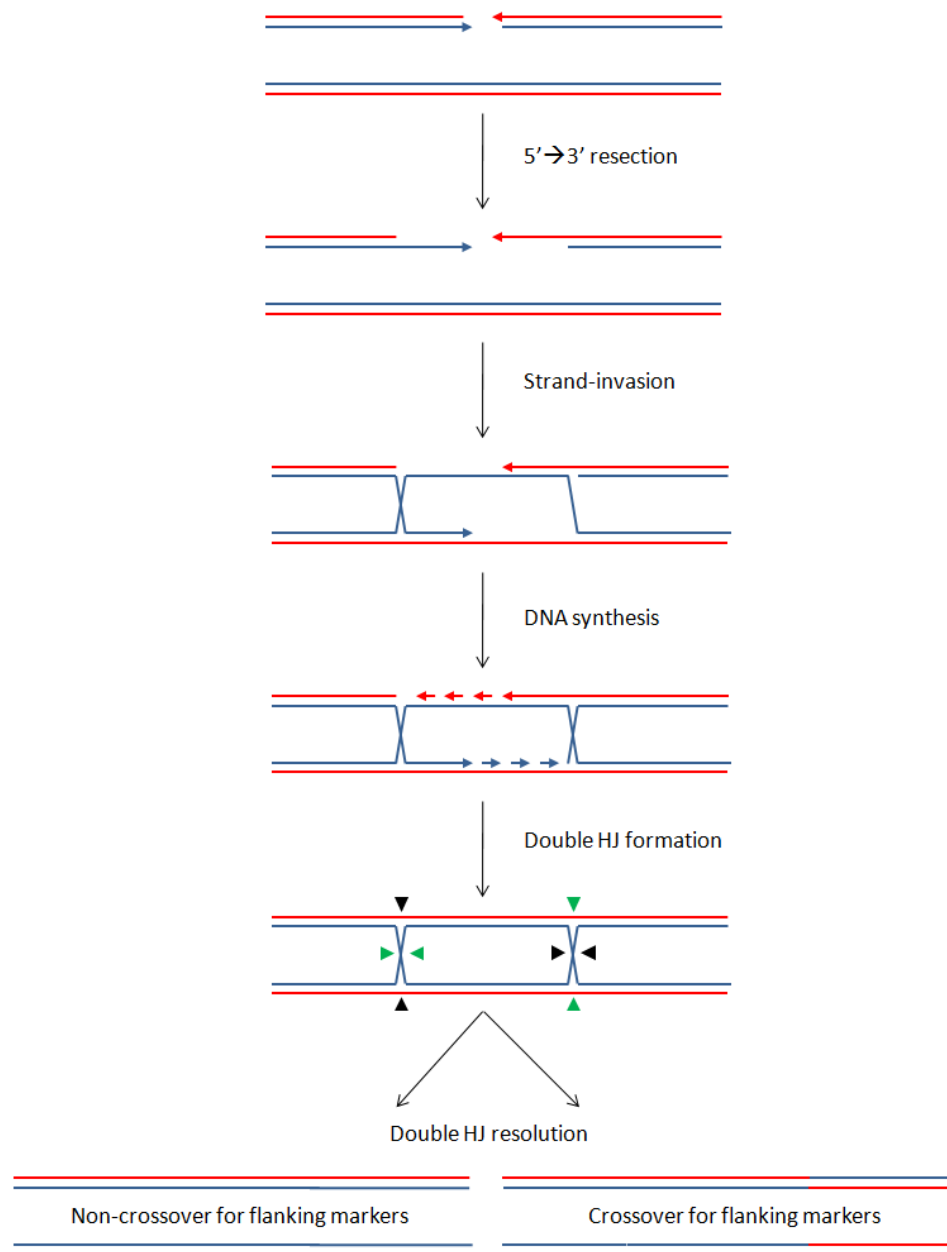 5’→3’ resection
Strand-invasion
DNA synthesis
Double HJ formation
Double HJ resolution
Non-crossover for flanking markers
Crossover for flanking markers